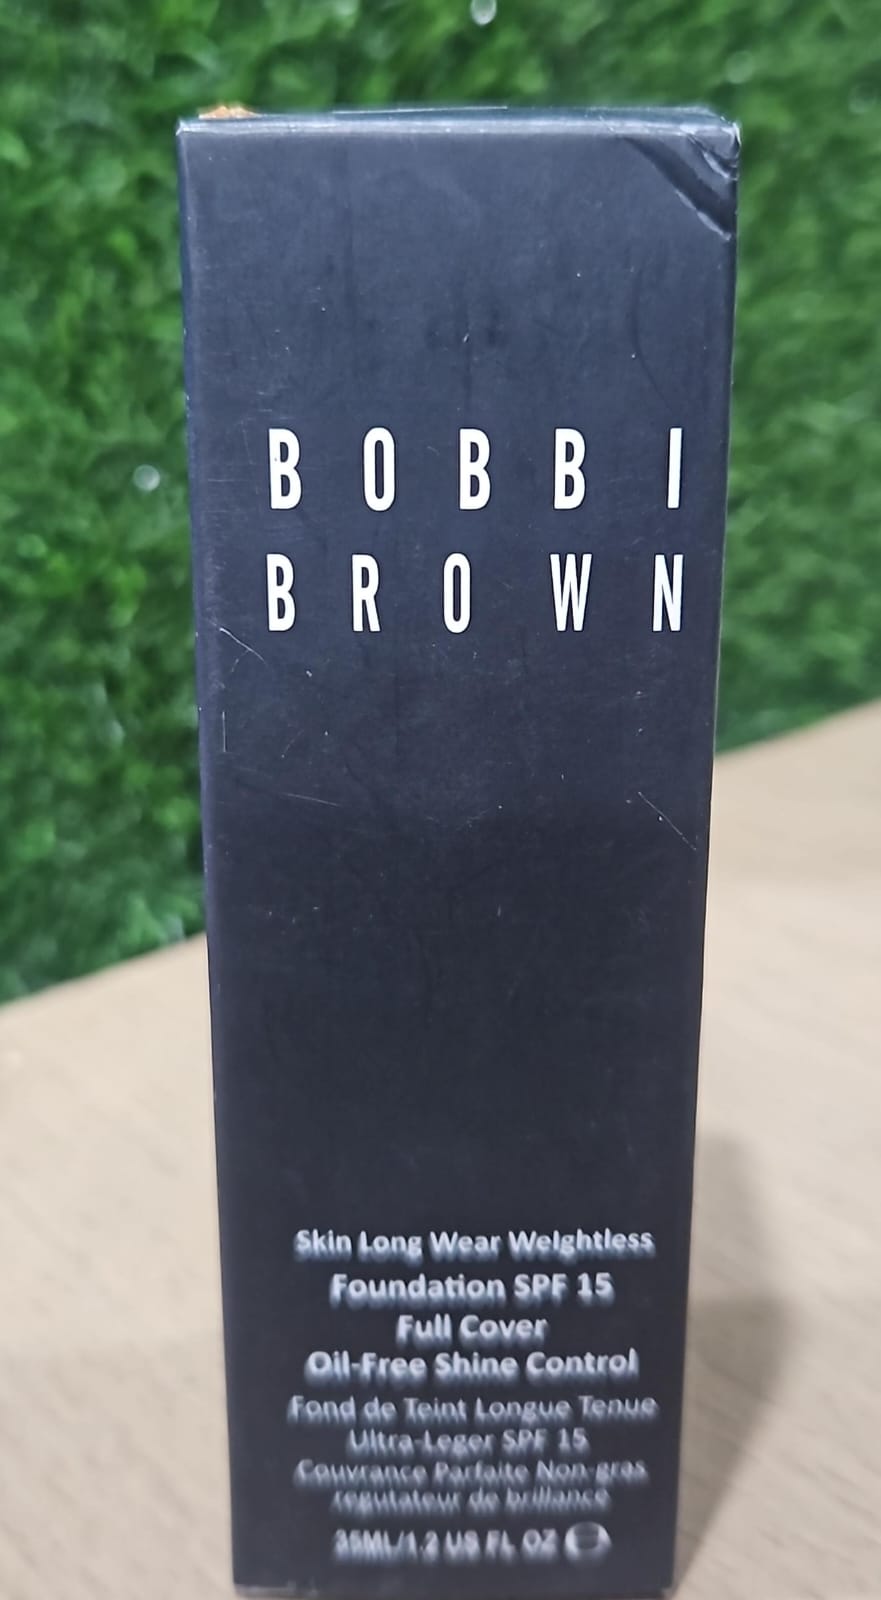 BOBBI
BROWN
Skin Long Wear Weightless
Foundation SPF 15
Full Cover
Oil-Free Shine Control
Fond de Teint Longue Tenue
Ultra-Leger SPF 15
Couvrance Parfaite Non-gras
regutateur de brillance
35ML/1.2 US FL OZ